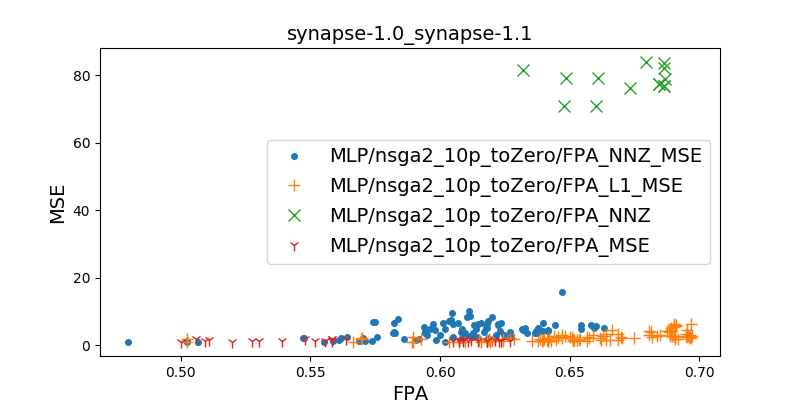 synapse-1.0_synapse-1.1
80
60
40
20
0
MSE
MLP/nsga2_10p_toZero/FPA_NNZ_MSE
MLP/nsga2_10p_toZero/FPA_L1_MSE
MLP/nsga2_10p_toZero/FPA_NNZ
MLP/nsga2_10p_toZero/FPA_MSE
0.50 0.55 0.60 0.65 0.70
FPA